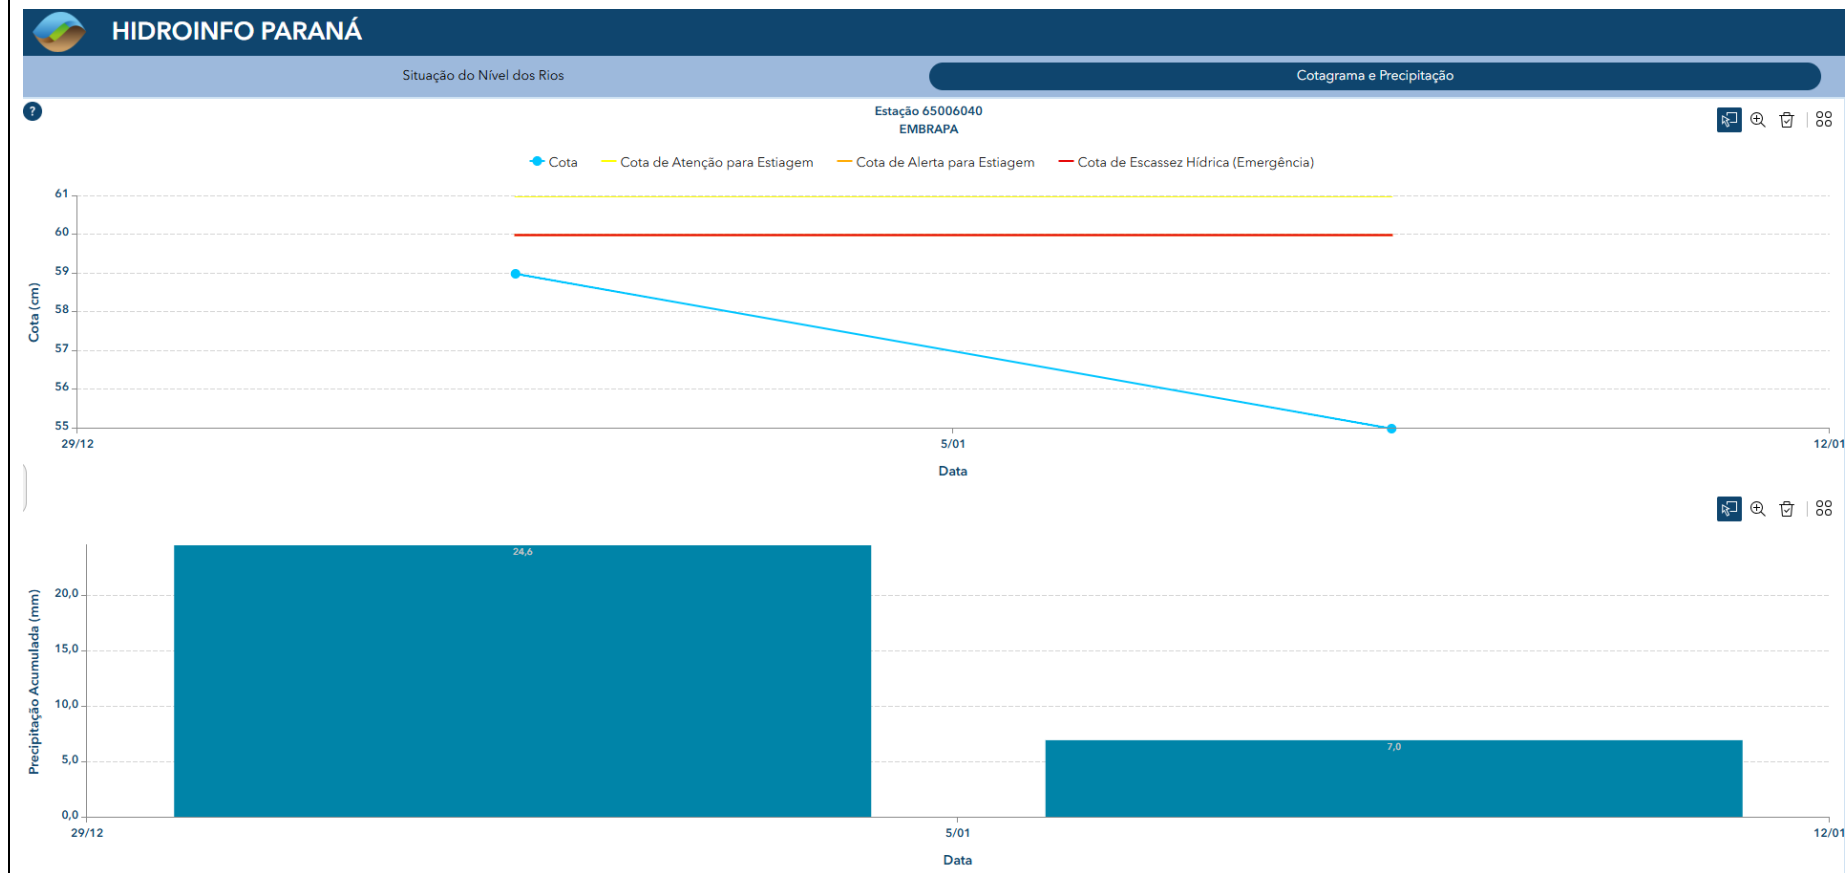 HIDROINFO PARANÁ
Situação do Nível dos Rios
Cotagrama e Precipitação
?
Estação 65006040
EMBRAPA
Cota
Cota de Atenção para Estiagem
Cota de Alerta para Estiagem
Cota de Escassez Hídrica (Emergência)
Cota (cm)
61
60
59
58
57
56
55
29/12
5/01
12/01
Data
Precipitação Acumulada (mm)
20,0
15,0
10,0
5,0
0,0
24,6
7,0
29/12
5/01
12/01
Data